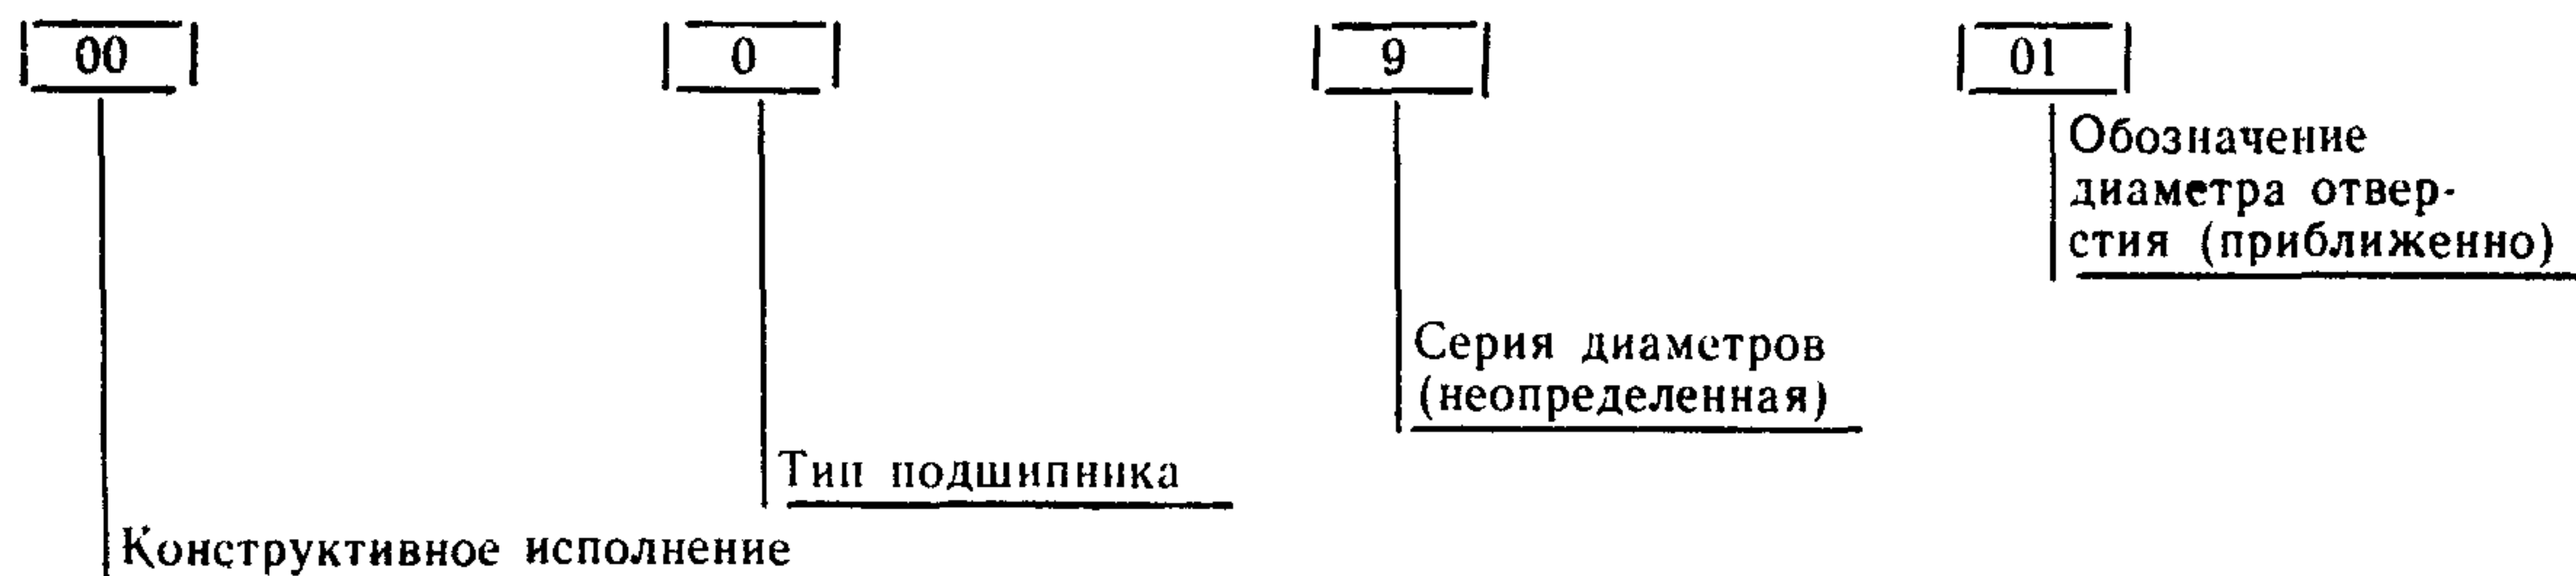 00 0 9 01
Обозначение
диаметра отвер-
стия (приближенно)
Серия диаметров
(неопределенная)
Тип подшипника
Конструктивное исполнение